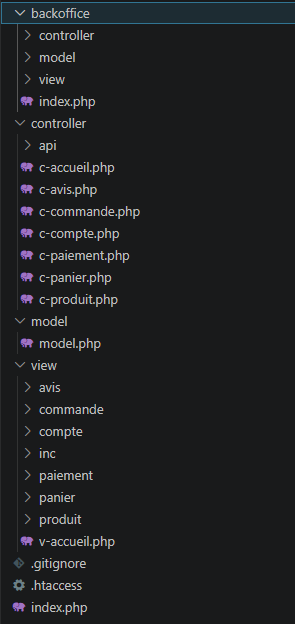 backoffice
controller
model
view
index.php
controller
api
c-accueil.php
c-avis.php
c-commande.php
c-compte.php
c-paiement.php
c-panier.php
c-produit.php
model
model.php
view
avis
commande
compte
inc
paiement
panier
produit
v-accueil.php
.gitignore
.htaccess
index.php